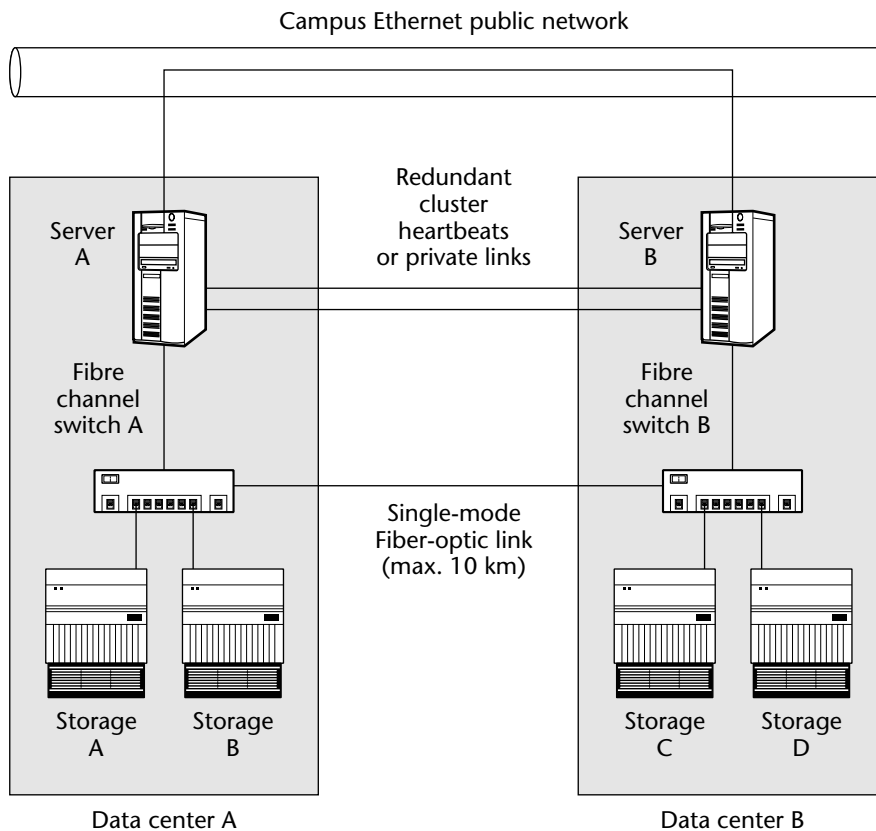 Campus Ethernet public network
Redundant
cluster
heartbeats
or private links
Server
A
Server
B
Fibre
channel
switch A
Fibre
channel
switch B
Single-mode
Fiber-optic link
(max. 10 km)
Storage
A
Storage
B
Storage
C
Storage
D
Data center A
Data center B